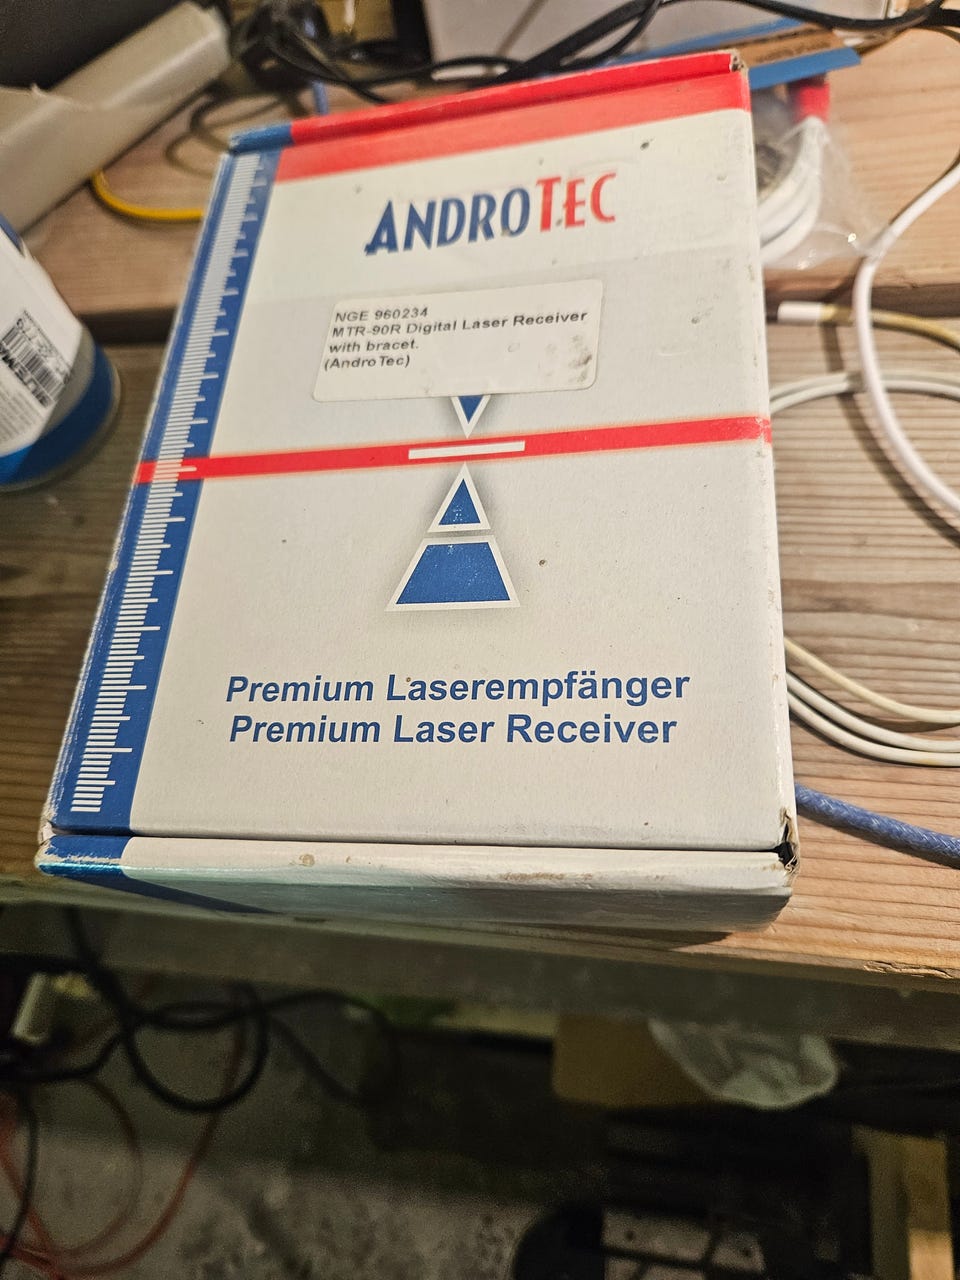 ANDROTEC
NGE 960234
MTR-90R Digital Laser Receiver
with bracet.
(AndroTec)
Premium Laserempfänger
Premium Laser Receiver